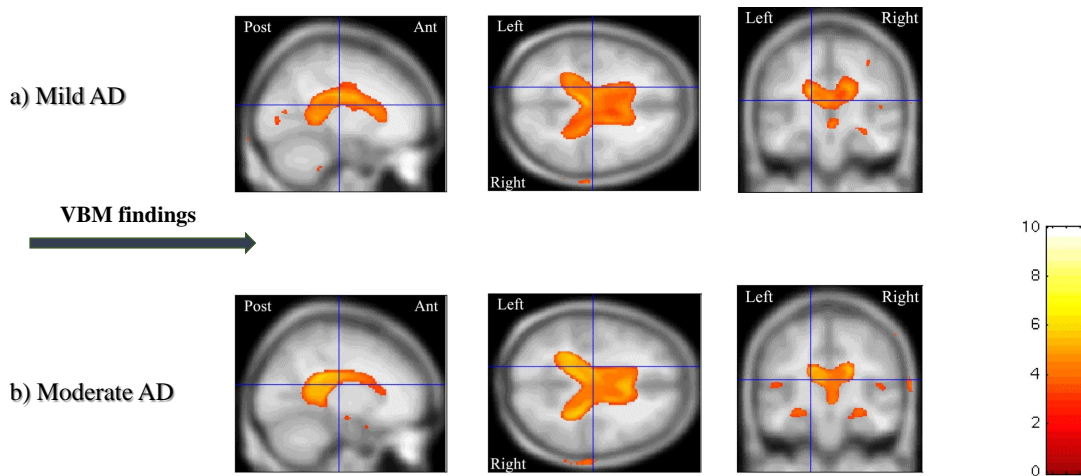 Post Ant
Left
Left Right
a) Mild AD
Right
VBM findings
10
8
6
4
2
0
Post Ant
Left
Left Right
b) Moderate AD
Right